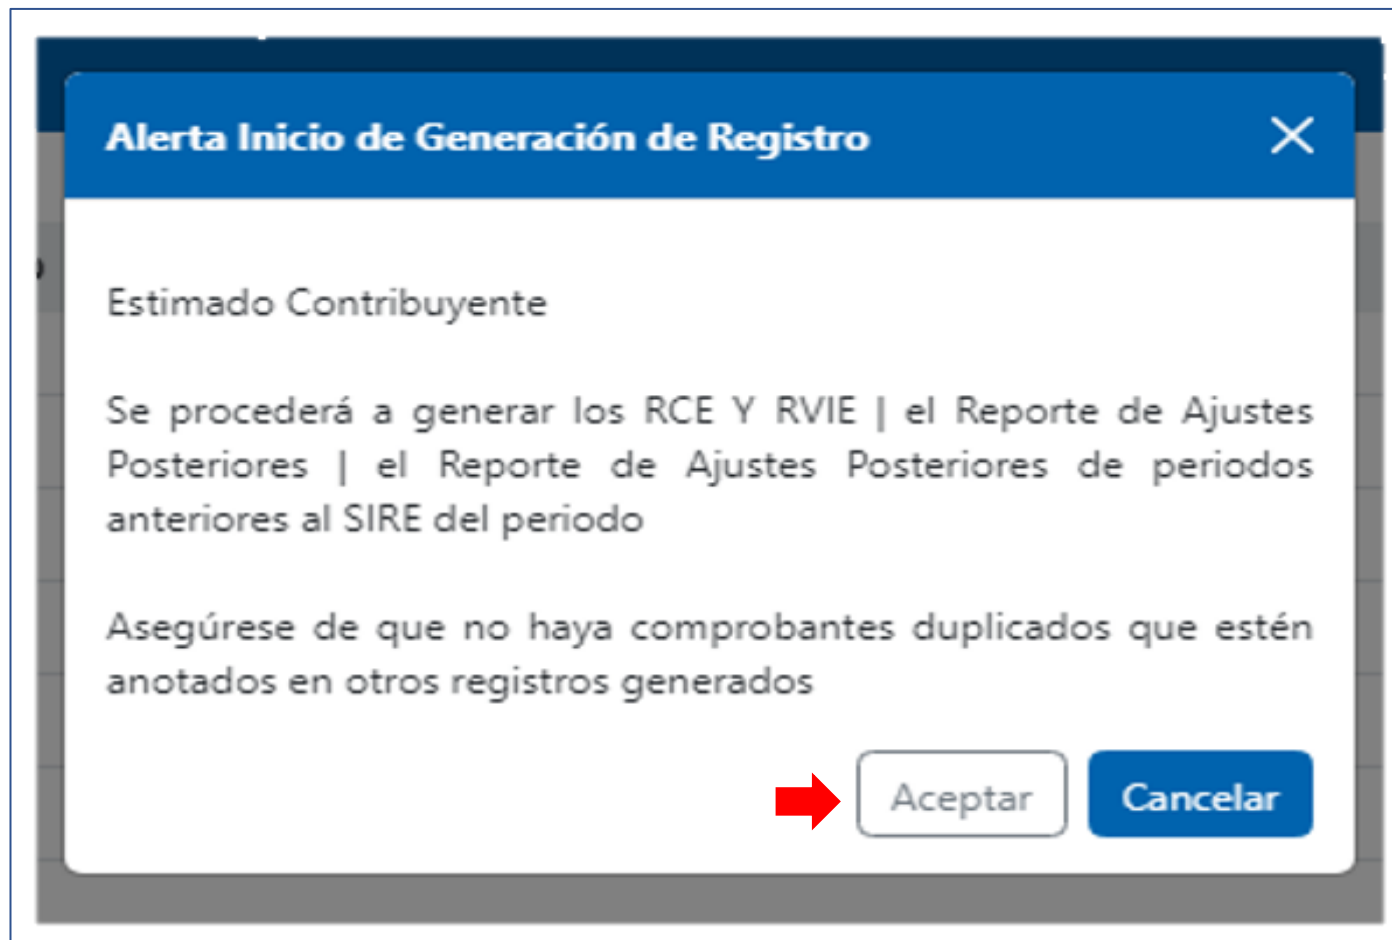 Alerta Inicio de Generación de Registro
Estimado Contribuyente
Se procederá a generar los RCE Y RVIE | el Reporte de Ajustes
Posteriores | el Reporte de Ajustes Posteriores de periodos
anteriores al SIRE del periodo
Asegúrese de que no haya comprobantes duplicados que estén
anotados en otros registros generados
Aceptar Cancelar